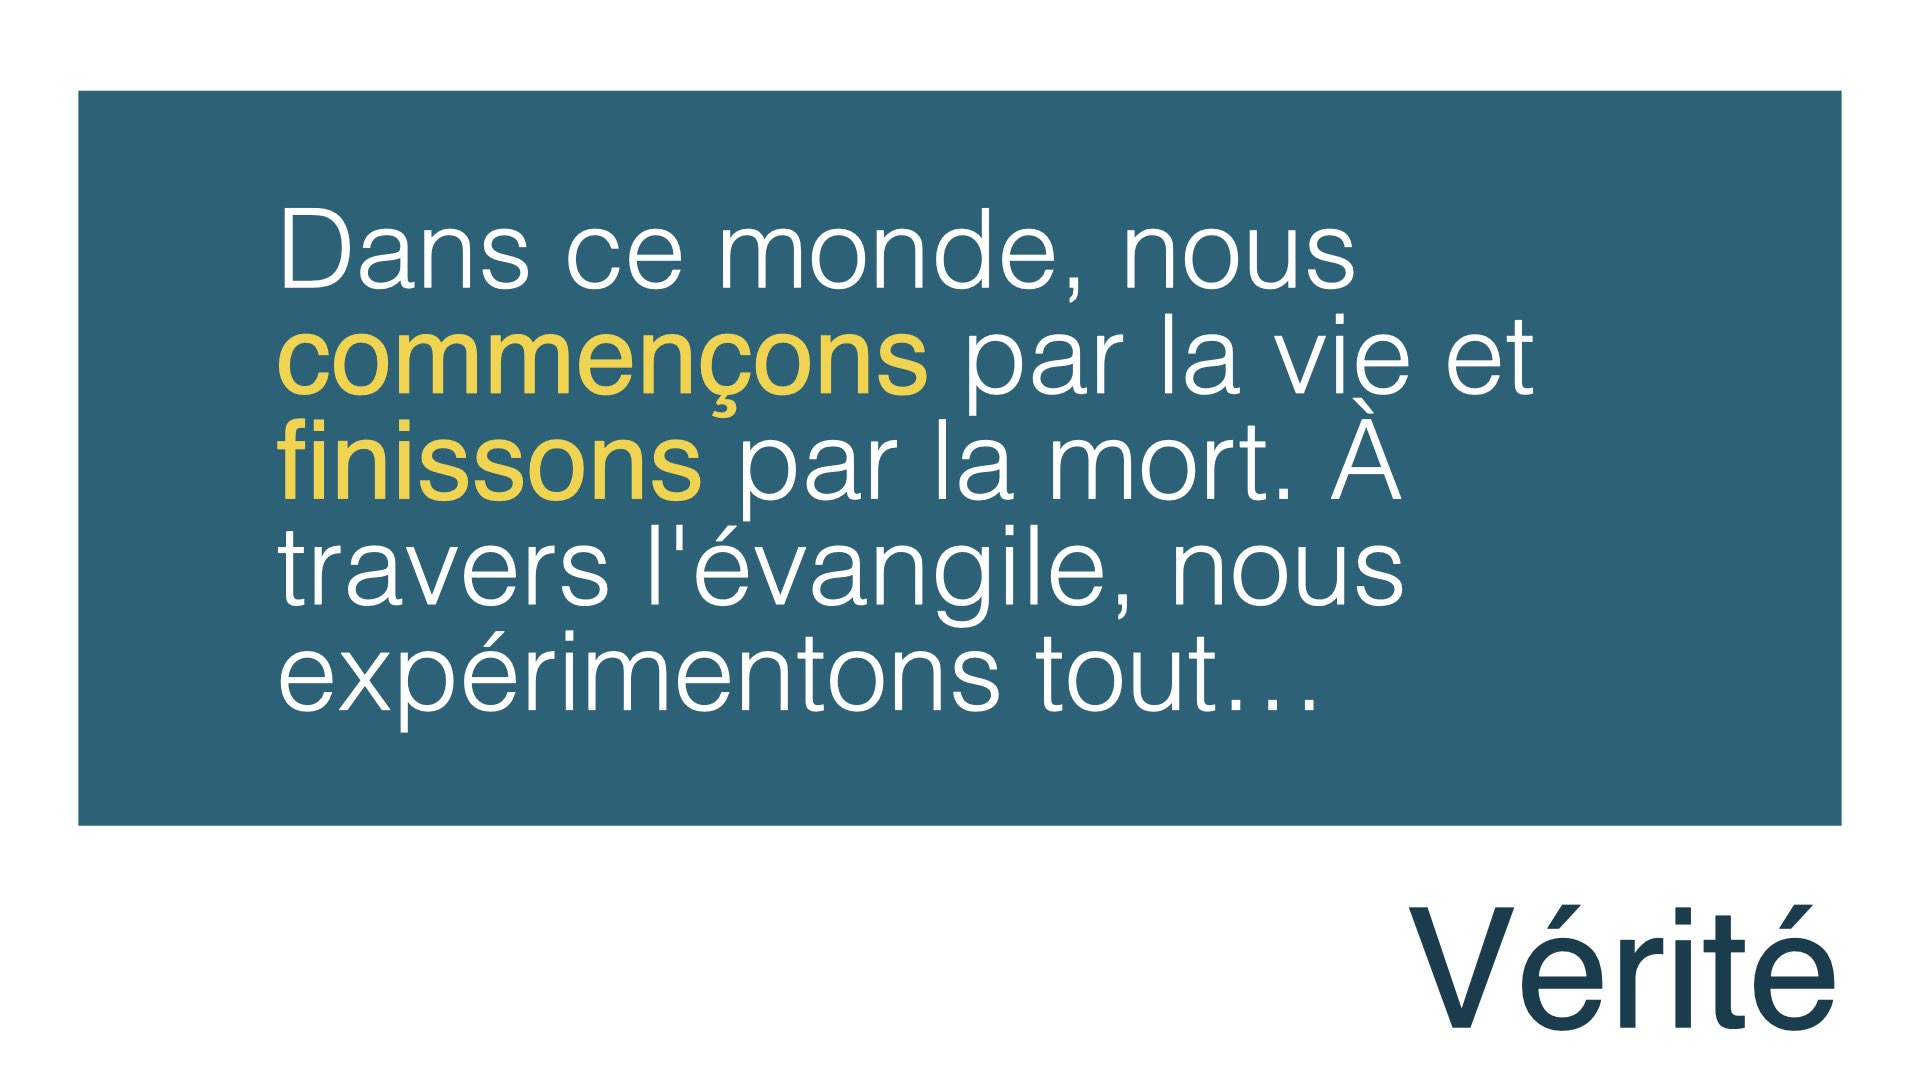 Dans ce monde, nous
commençons par la vie et
finissons par la mort. À
travers l'évangile, nous
expérimentons tout…
Vérité